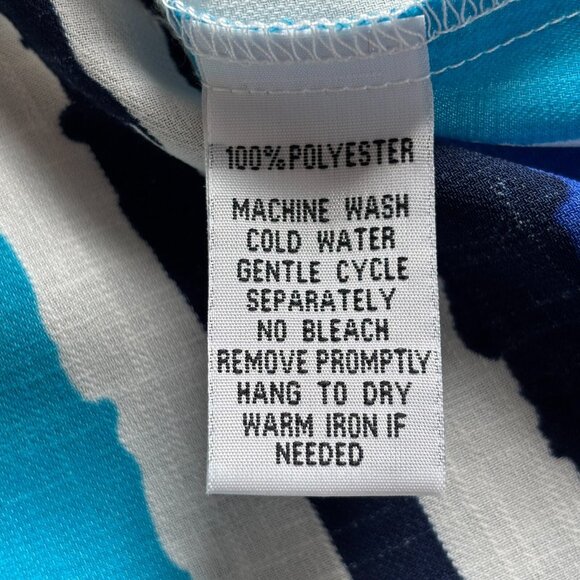 100% POLYESTER
MACHINE WASH
COLD WATER
GENTLE CYCLE
SEPARATELY
NO BLEACH
REMOVE PROMPTLY
HANG TO DRY
WARM IRON IF
NEEDED